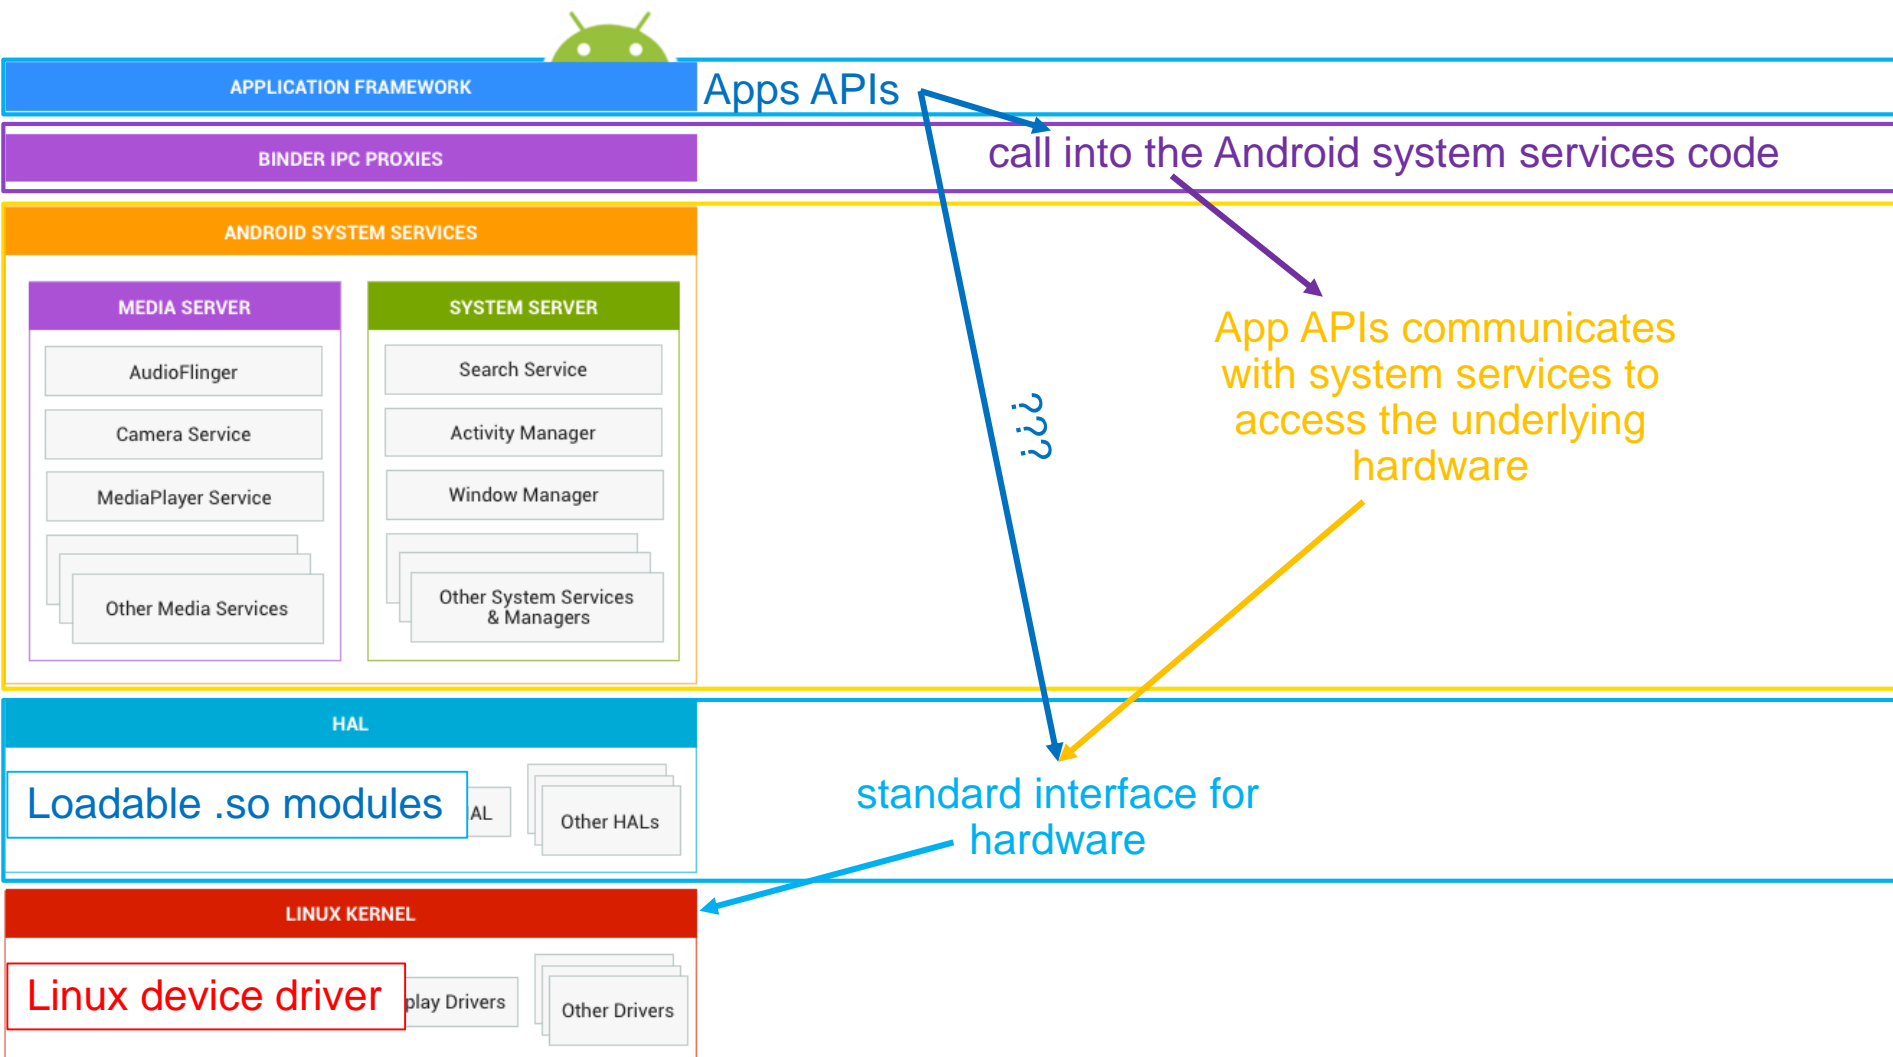 APPLICATION FRAMEWORK
Apps APIs
BINDER IPC PROXIES
call into the Android system services code
ANDROID SYSTEM SERVICES
MEDIA SERVER
AudioFlinger
Camera Service
MediaPlayer Service
Other Media Services
SYSTEM SERVER
Search Service
Activity Manager
Window Manager
Other System Services
& Managers
???
App APIs communicates
with system services to
access the underlying
hardware
HAL
Loadable .so modules
AL
Other HALs
standard interface for
hardware
LINUX KERNEL
Linux device driver
play Drivers
Other Drivers